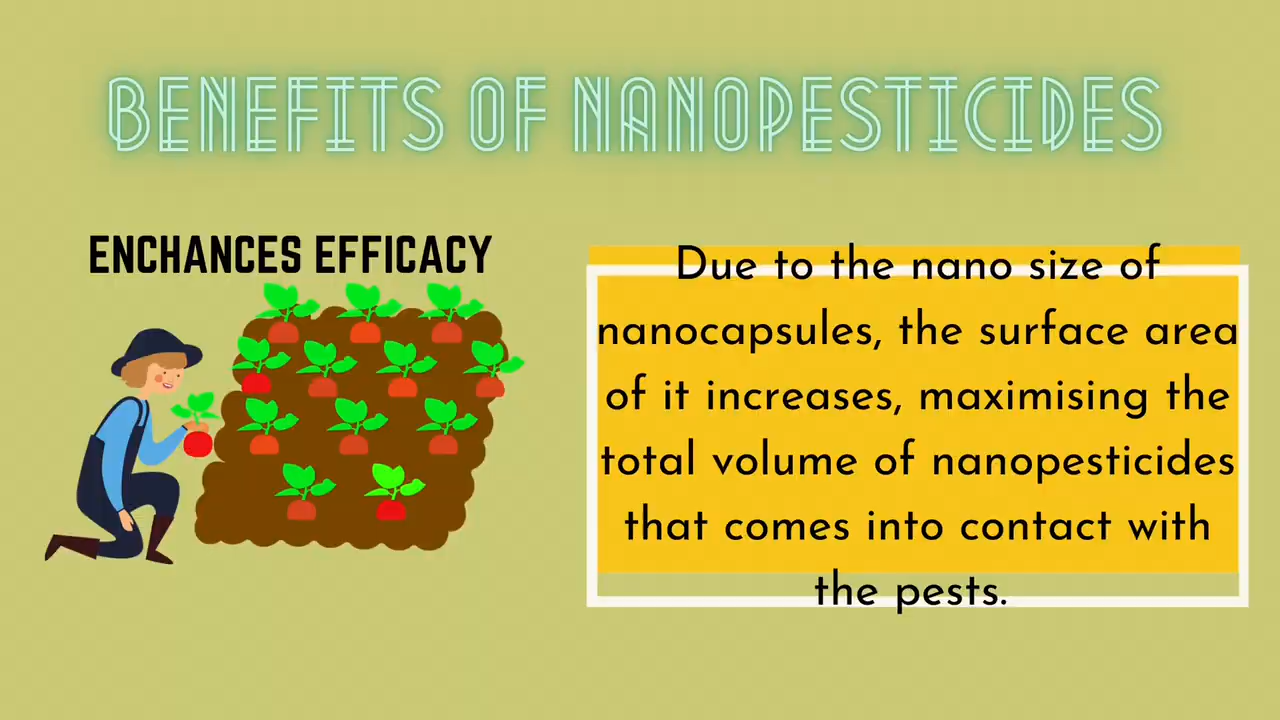 BENEFITS OF NANOPESTICIDES
ENCHANCES EFFICACY
Due to the nano size of
nanocapsules, the surface area
of it increases, maximising the
total volume of nanopesticides
that comes into contact with
the pests.